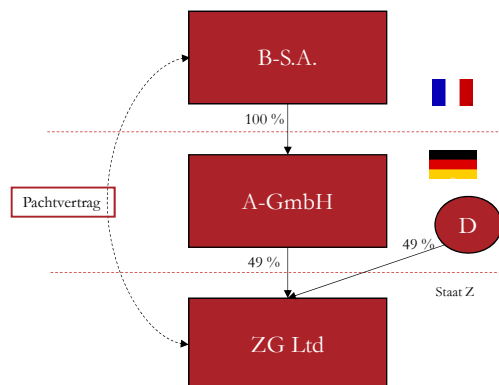 B-S.A.
100 %
A-GmbH
Pachtvertrag
D
49 %
49 %
Staat Z
ZG Ltd